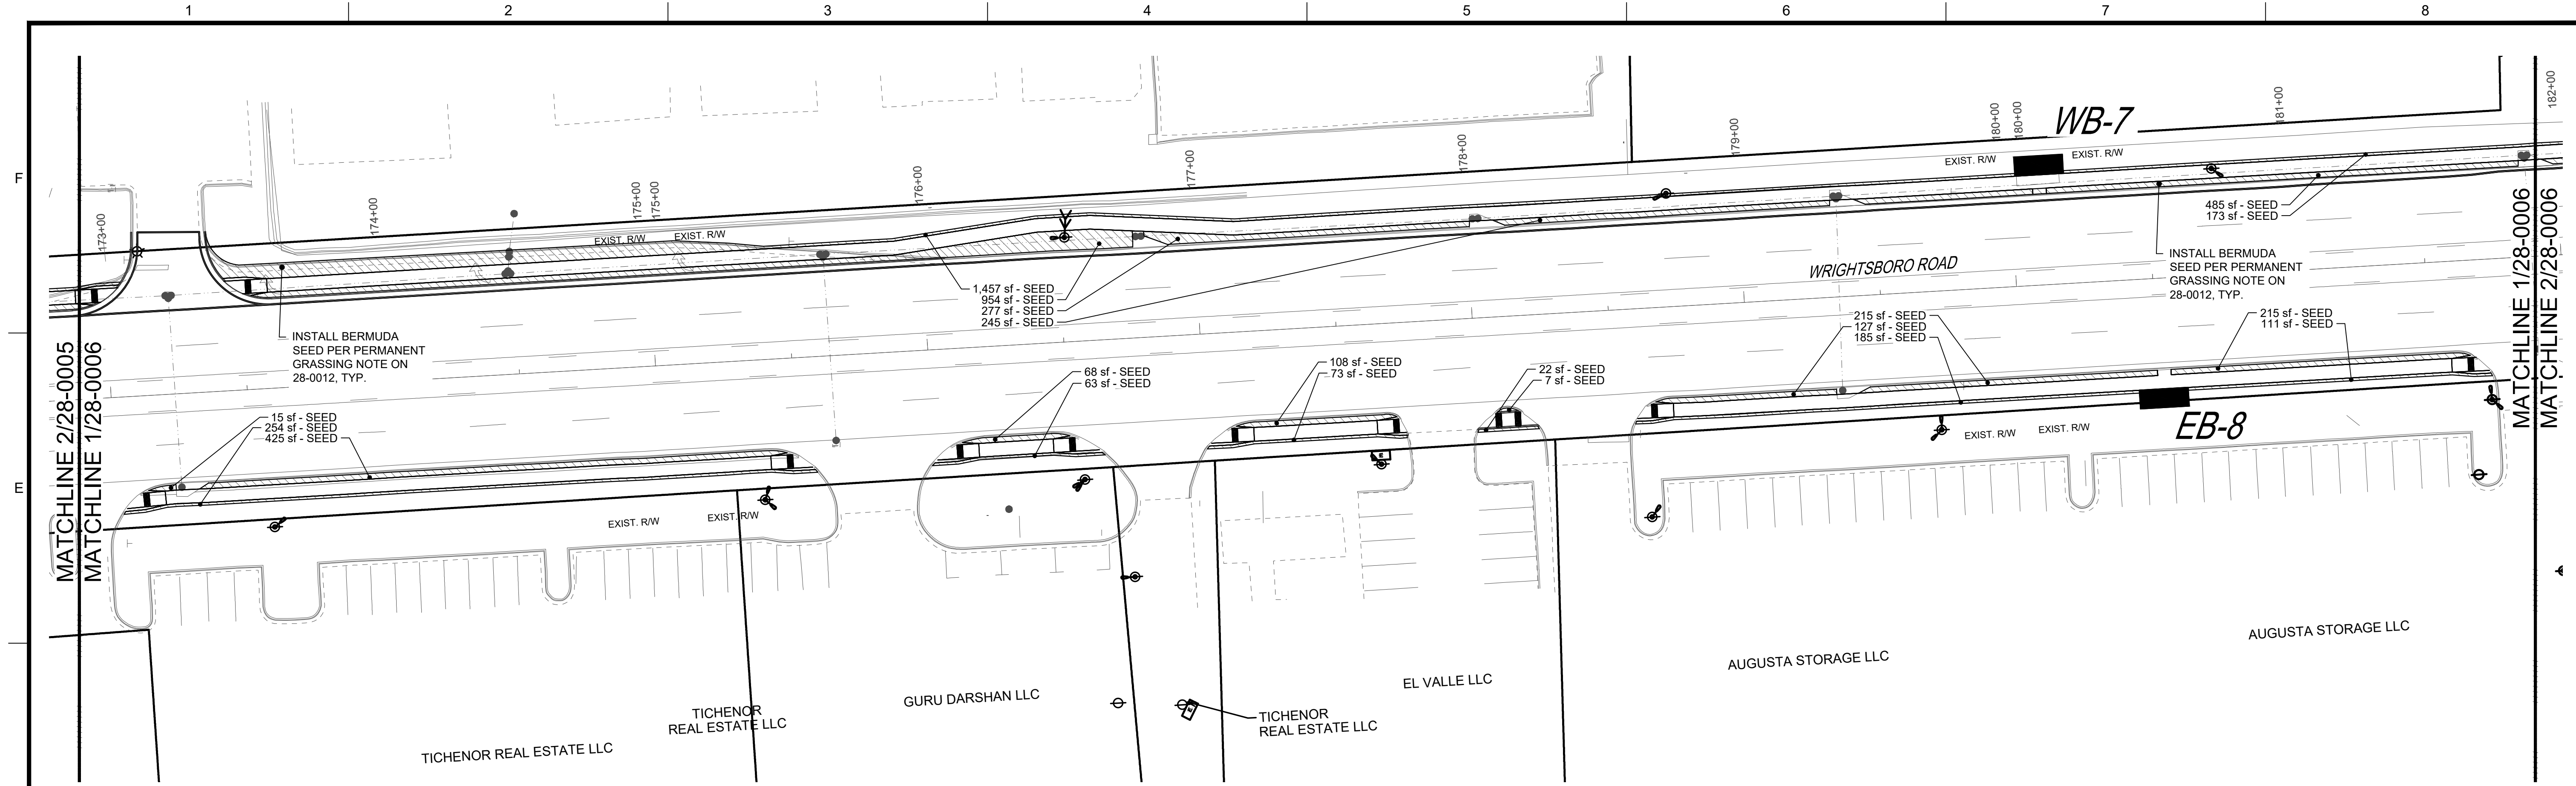 1 2 3 4 5 6 7 8
F
E
MATCHLINE 2/28-0005
MATCHLINE 1/28-0006
173+00
174+00
175+00
175+00
176+00
177+00
178+00
179+00
180+00
180+00
181+00
182+00
WB-7
EXIST. R/W
EXIST. R/W
EXIST. R/W
EXIST. R/W
485 sf - SEED
173 sf - SEED
INSTALL BERMUDA
SEED PER PERMANENT
GRASSING NOTE ON
28-0012, TYP.
WRIGHTSBORO ROAD
1,457 sf - SEED
954 sf - SEED
277 sf - SEED
245 sf - SEED
INSTALL BERMUDA
SEED PER PERMANENT
GRASSING NOTE ON
28-0012, TYP.
15 sf - SEED
254 sf - SEED
425 sf - SEED
68 sf - SEED
63 sf - SEED
108 sf - SEED
73 sf - SEED
22 sf - SEED
7 sf - SEED
215 sf - SEED
127 sf - SEED
185 sf - SEED
215 sf - SEED
111 sf - SEED
EB-8
EXIST. R/W
EXIST. R/W
EXIST. R/W
EXIST. R/W
E
E
TICHENOR REAL ESTATE LLC
TICHENOR
REAL ESTATE LLC
GURU DARSHAN LLC
TICHENOR
REAL ESTATE LLC
EL VALLE LLC
AUGUSTA STORAGE LLC
AUGUSTA STORAGE LLC
MATCHLINE 1/28-0006
MATCHLINE 2/28-0006